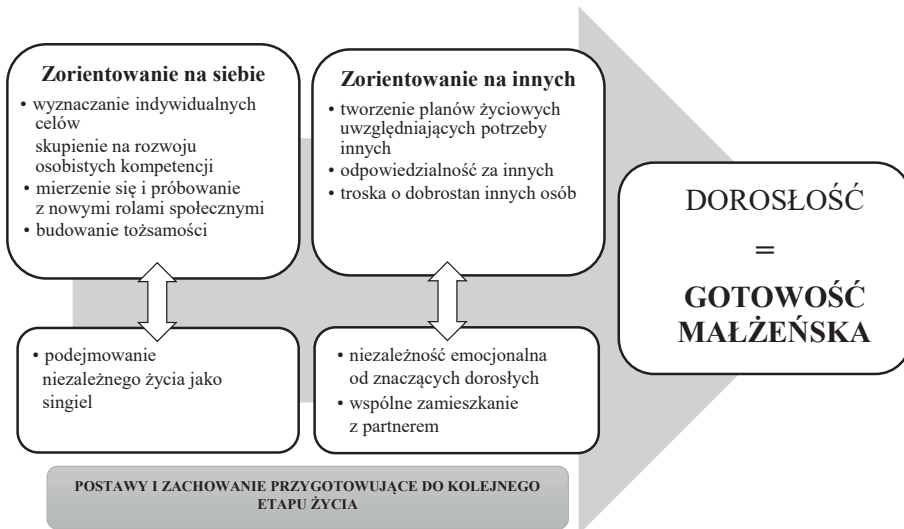 Zorientowanie na siebie
• wyznaczanie indywidualnych
celów
skupienie na rozwoju
osobistych kompetencji
• mierzenie się i próbowanie
z nowymi rolami społecznymi
• budowanie tożsamości
Zorientowanie na innych
• tworzenie planów życiowych
uwzględniających potrzeby
innych
• odpowiedzialność za innych
• troska o dobrostan innych osób
• podejmowanie
niezależnego życia jako
singiel
• niezależność emocjonalna
od znaczących dorosłych
• wspólne zamieszkanie
z partnerem
DOROSŁOŚĆ
=
GOTOWOŚĆ
MAŁŻEŃSKA
POSTAWY I ZACHOWANIE PRZYGOTOWUJĄCE DO KOLEJNEGO
ETAPU ŻYCIA